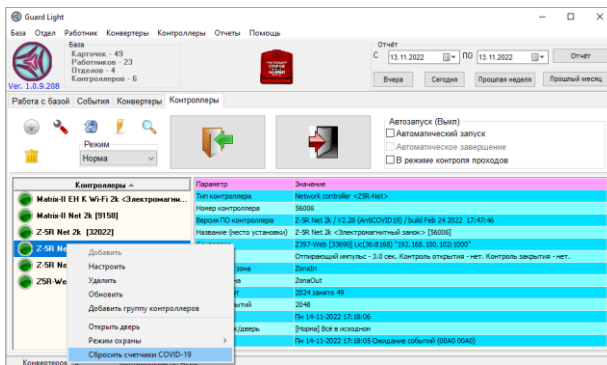 Guard Light
База Отдел Работник Конвертеры Контроллеры Отчеты Помощь
База
Карточек - 49
Работников - 23
Отделов - 4
Контроллеров - 6
Ver. 1.0.9.208
Отчёт
С 13.11.2022 ПО 13.11.2022 Отчёт
Вчера Сегодня Прошлая неделя Прошлый месяц
Работа с базой События Конвертеры Контроллеры
Режим
Норма
Автозапуск (Выкл)
Автоматический запуск
Автоматическое завершение
В режиме контроля проходов
Контроллеры
Параметр Значение
Matrix-II EH K Wi-Fi 2k <Электромагни...
Тип контроллера Network controller <Z5R-Net>
Номер контроллера 56006
Matrix-II Net 2k [9158]
Версия ПО контроллера Z-5R Net 2k / V2.28 (AntiCOVID19) / build Feb 24 2022 17:47:46
Z-5R Net 2k [32022]
Название (место установки) Z-5R Net 2k <Электромагнитный занок> [56006]
Z-5R Ne
Z397-Web [33690] Lic(36:8168) "192.168.100.102:1000"
Отпирающий импульс - 3.0 сек. Контроль открытия - нет. Контроль закрытия - нет.
Z-5R Ne
зона ZonaIn
Z5R-We
на ZonaOut
2024 занято 49
ытий 2048
Пн 14-11-2022 17:18:06
к/дверь [Норма] Всё в исходном
Пн 14-11-2022 17:18:05 Ожидание событий (00A0 00A0)
Добавить
Настроить
Удалить
Обновить
Добавить группу контроллеров
Открыть дверь
Режим охраны
Сбросить счетчики COVID-19